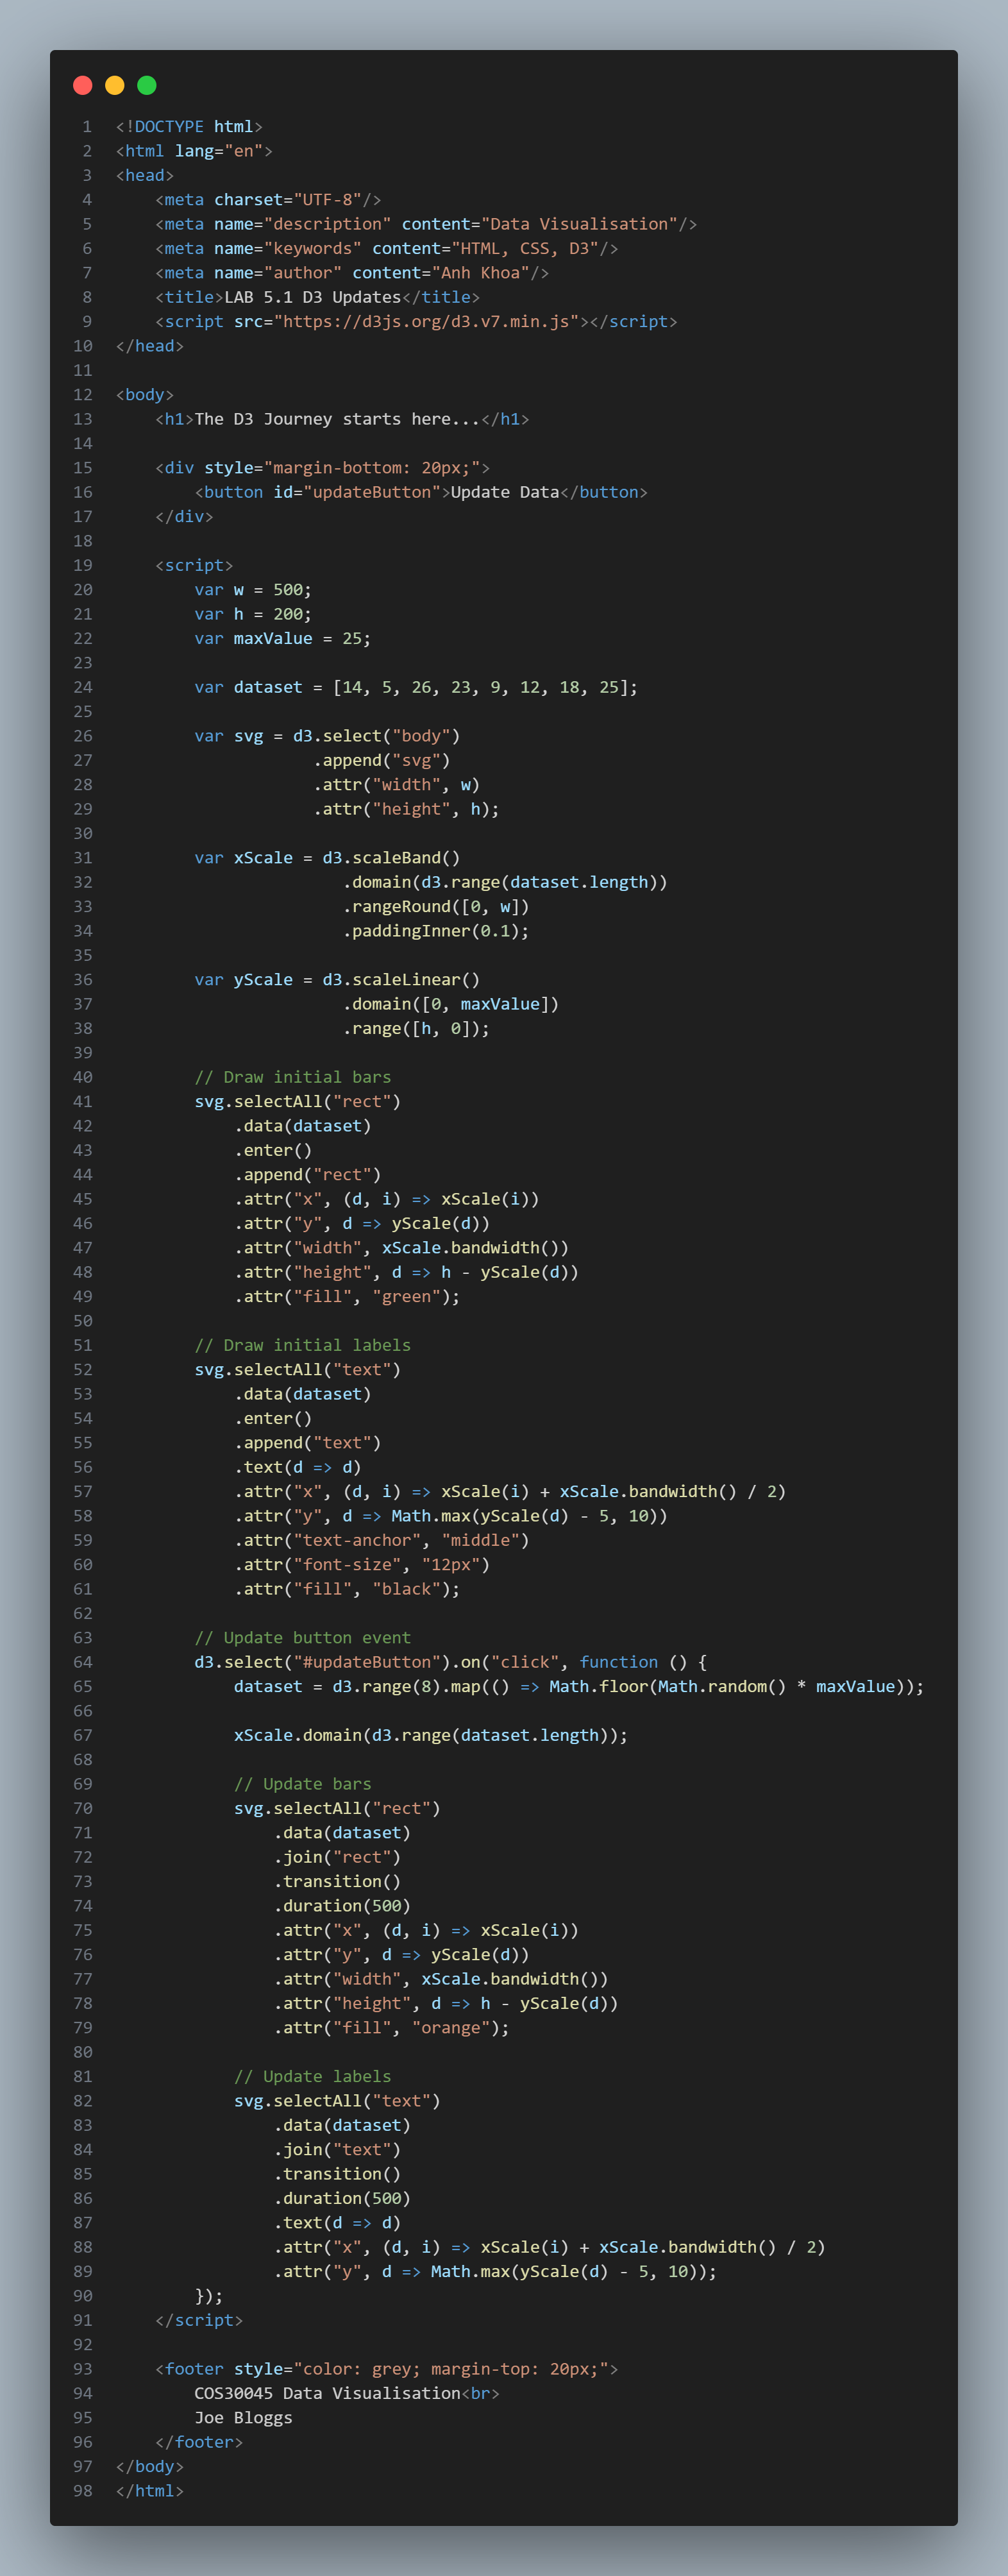 1 <!DOCTYPE html>
2 <html lang="en">
3 <head>
4     <meta charset="UTF-8"/>
5     <meta name="description" content="Data Visualisation"/>
6     <meta name="keywords" content="HTML, CSS, D3"/>
7     <meta name="author" content="Anh Khoa"/>
8     <title>LAB 5.1 D3 Updates</title>
9     <script src="https://d3js.org/d3.v7.min.js"></script>
10 </head>
11
12 <body>
13     <h1>The D3 Journey starts here...</h1>
14
15     <div style="margin-bottom: 20px;">
16         <button id="updateButton">Update Data</button>
17     </div>
18
19     <script>
20         var w = 500;
21         var h = 200;
22         var maxValue = 25;
23
24         var dataset = [14, 5, 26, 23, 9, 12, 18, 25];
25
26         var svg = d3.select("body")
27                     .append("svg")
28                     .attr("width", w)
29                     .attr("height", h);
30
31         var xScale = d3.scaleBand()
32                        .domain(d3.range(dataset.length))
33                        .rangeRound([0, w])
34                        .paddingInner(0.1);
35
36         var yScale = d3.scaleLinear()
37                        .domain([0, maxValue])
38                        .range([h, 0]);
39
40         // Draw initial bars
41         svg.selectAll("rect")
42             .data(dataset)
43             .enter()
44             .append("rect")
45             .attr("x", (d, i) => xScale(i))
46             .attr("y", d => yScale(d))
47             .attr("width", xScale.bandwidth())
48             .attr("height", d => h - yScale(d))
49             .attr("fill", "green");
50
51         // Draw initial labels
52         svg.selectAll("text")
53             .data(dataset)
54             .enter()
55             .append("text")
56             .text(d => d)
57             .attr("x", (d, i) => xScale(i) + xScale.bandwidth() / 2)
58             .attr("y", d => Math.max(yScale(d) - 5, 10))
59             .attr("text-anchor", "middle")
60             .attr("font-size", "12px")
61             .attr("fill", "black");
62
63         // Update button event
64         d3.select("#updateButton").on("click", function () {
65             dataset = d3.range(8).map(() => Math.floor(Math.random() * maxValue));
66
67             xScale.domain(d3.range(dataset.length));
68
69             // Update bars
70             svg.selectAll("rect")
71                 .data(dataset)
72                 .join("rect")
73                 .transition()
74                 .duration(500)
75                 .attr("x", (d, i) => xScale(i))
76                 .attr("y", d => yScale(d))
77                 .attr("width", xScale.bandwidth())
78                 .attr("height", d => h - yScale(d))
79                 .attr("fill", "orange");
80
81             // Update labels
82             svg.selectAll("text")
83                 .data(dataset)
84                 .join("text")
85                 .transition()
86                 .duration(500)
87                 .text(d => d)
88                 .attr("x", (d, i) => xScale(i) + xScale.bandwidth() / 2)
89                 .attr("y", d => Math.max(yScale(d) - 5, 10));
90         });
91     </script>
92
93     <footer style="color: grey; margin-top: 20px;">
94         COS30045 Data Visualisation<br>
95         Joe Bloggs
96     </footer>
97 </body>
98 </html>